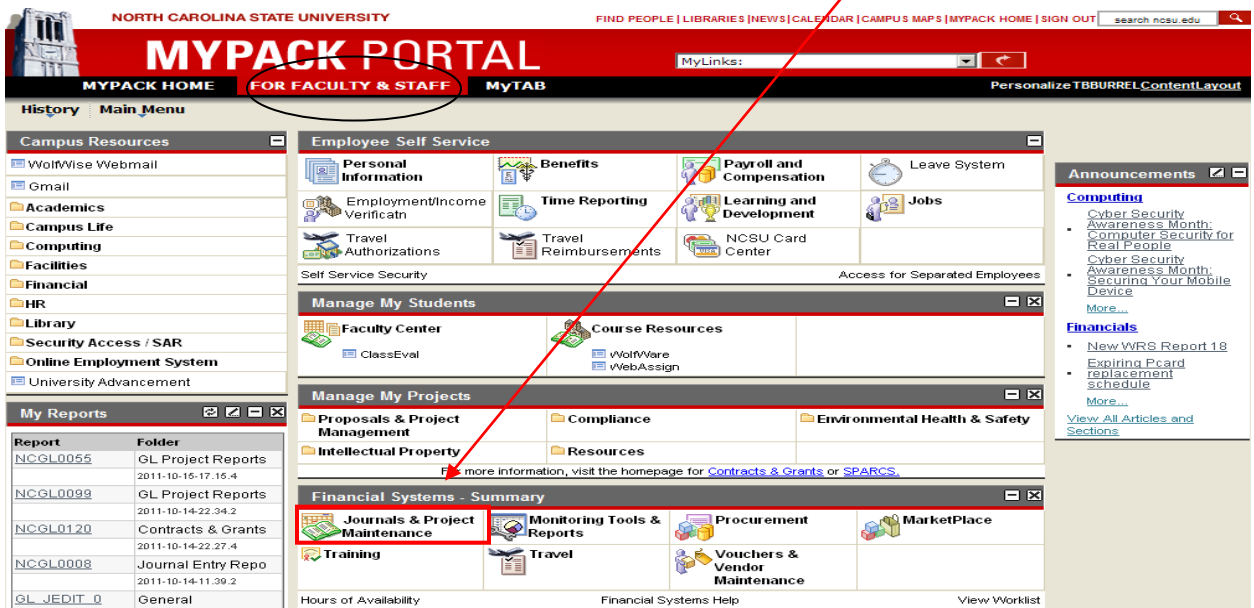 NORTH CAROLINA STATE UNIVERSITY
FIND PEOPLE | LIBRARIES |NEWS|CALENDAR |CAMPUS MAPS |MYPACK HOME | SIGN OUT
search ncsu.edu
MYPACK PORTAL
MyLinks:
MYPACK HOME
FOR FACULTY & STAFF
MyTAB
Personalize TBBURREL Content Layout
History
Main Menu
Campus Resources
WolfWise Webmail
Gmail
Academics
Campus Life
Computing
Facilities
Financial
HR
Library
Security Access / SAR
Online Employment System
University Advancement
My Reports
Report Folder
NCGL0055 GL Project Reports
2011-10-15-17.15.4
NCGL0099 GL Project Reports
2011-10-14-22.34.2
NCGL0120 Contracts & Grants
2011-10-14-22.27.4
NCGL0008 Journal Entry Repo
2011-10-14-11.39.2
GL_JEDIT_0 General
Employee Self Service
Personal
Information
Benefits
Payroll and
Compensation
Leave System
Employment/Income
Verificatn
Time Reporting
Learning and
Development
Jobs
Travel
Authorizations
Travel
Reimbursements
NCSU Card
Center
Self Service Security
Access for Separated Employees
Manage My Students
Faculty Center
ClassEval
Course Resources
WolfWare
WebAssign
Manage My Projects
Proposals & Project
Management
Compliance
Environmental Health & Safety
Intellectual Property
Resources
For more information, visit the homepage for Contracts & Grants or SPARCS.
Financial Systems - Summary
Journals & Project
Maintenance
Monitoring Tools &
Reports
Procurement
MarketPlace
Training
Travel
Vouchers &
Vendor
Maintenance
Hours of Availability
Financial Systems Help
View Worklist
Announcements
Computing
Cyber Security
Awareness Month:
Computer Security for
Real People
Cyber Security
Awareness Month:
Securing Your Mobile
Device
More...
Financials
New WRS Report 18
Expiring Pcard
replacement
schedule
More...
View All Articles and
Sections